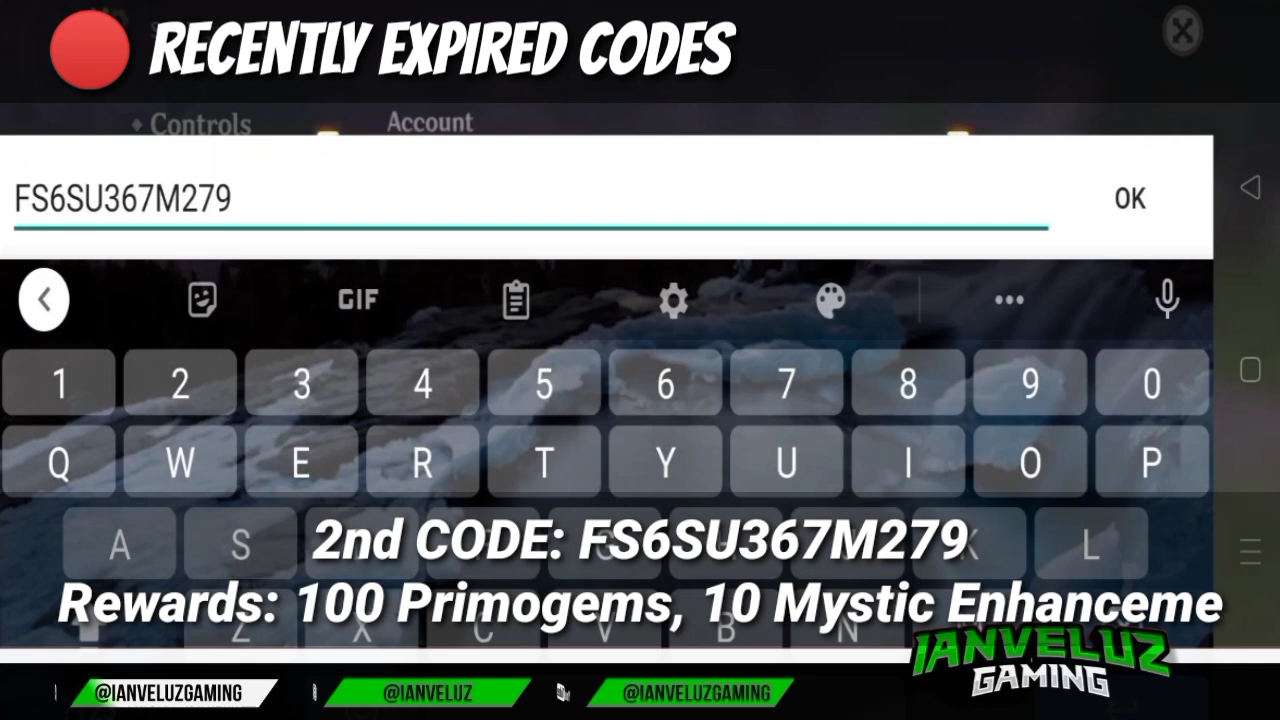 RECENTLY EXPIRED CODES
Controls
Account
FS6SU367M279
OK
GIF
1 2 3 4 5 6 7 8 9 0
Q W E R T Y U I O P
A S K L
2nd CODE: FS6SU367M279
Rewards: 100 Primogems, 10 Mystic Enhanceme
Z X C V B N
IANVELUZ
GAMING
@IANVELUZGAMING
@IANVELUZ
@IANVELUZGAMING